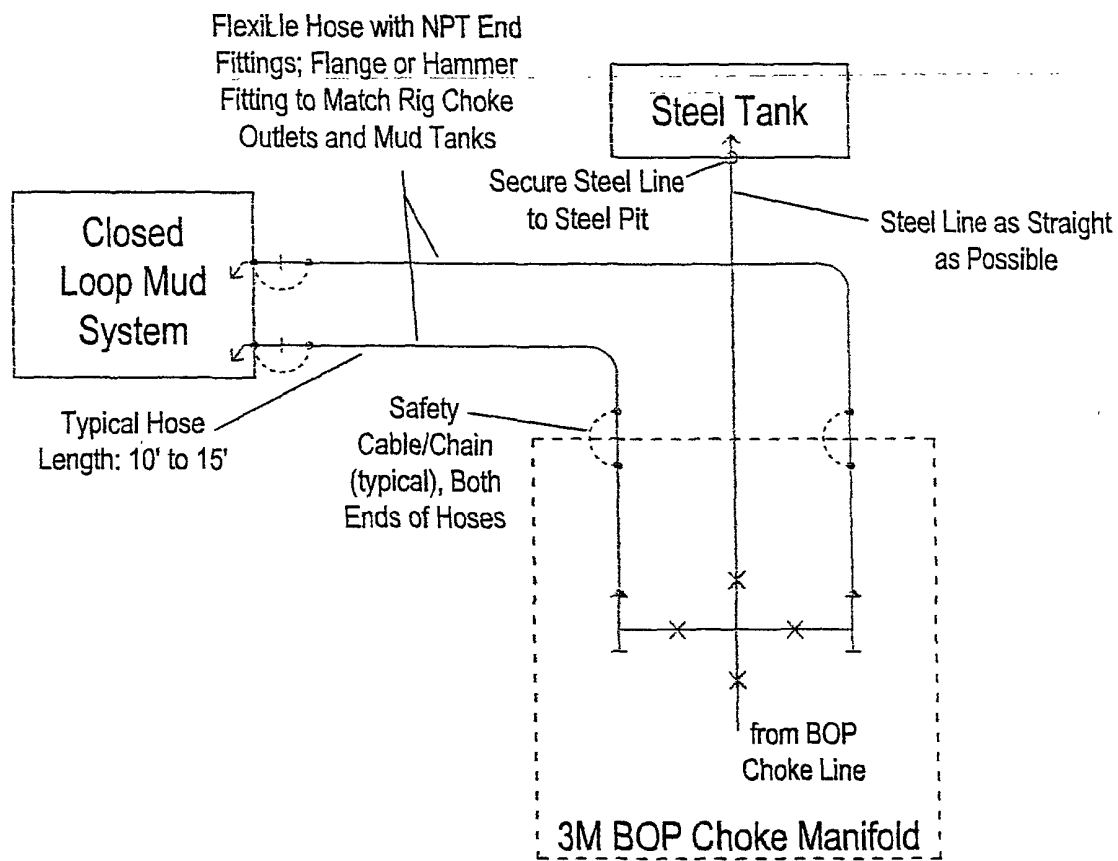 Flexible Hose with NPT End
Fittings; Flange or Hammer
Fitting to Match Rig Choke
Outlets and Mud Tanks
Steel Tank
Secure Steel Line
to Steel Pit
Steel Line as Straight
as Possible
Closed
Loop Mud
System
Typical Hose
Length: 10' to 15'
Safety
Cable/Chain
(typical), Both
Ends of Hoses
from BOP
Choke Line
3M BOP Choke Manifold